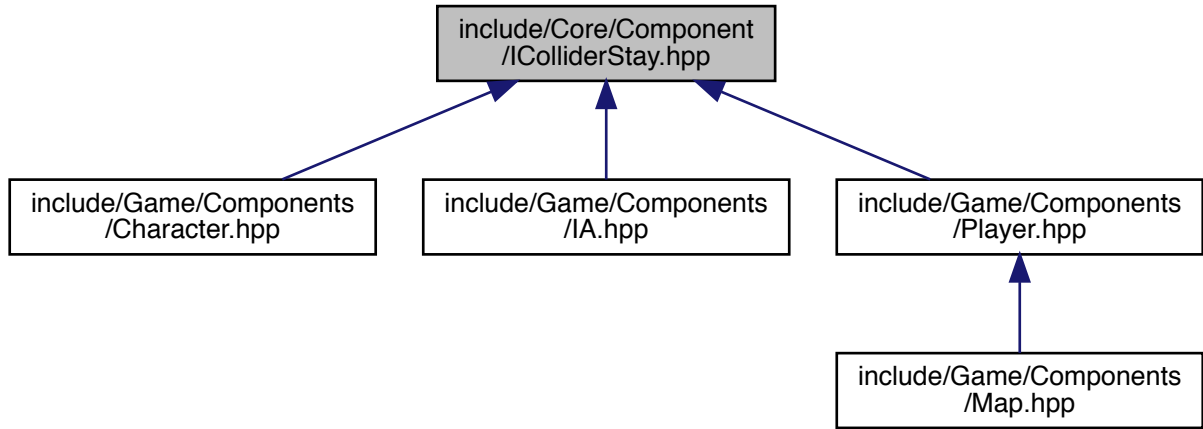 include/Core/Component
/IColliderStay.hpp
include/Game/Components
/Character.hpp
include/Game/Components
/IA.hpp
include/Game/Components
/Player.hpp
include/Game/Components
/Map.hpp